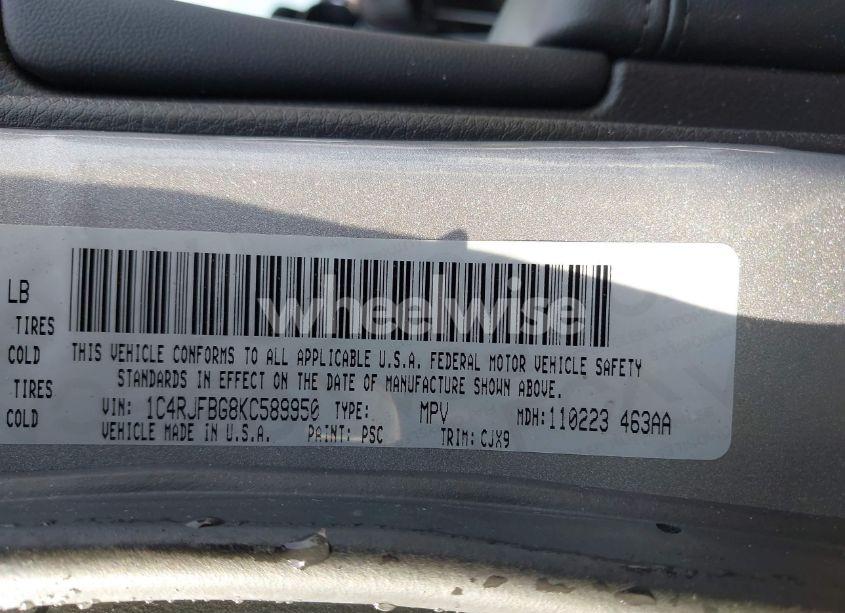 LB
TIRES
COLD
TIRES
COLD
wheelwise
THIS VEHICLE CONFORMS TO ALL APPLICABLE U.S.A. FEDERAL MOTOR VEHICLE SAFETY
STANDARDS IN EFFECT ON THE DATE OF MANUFACTURE SHOWN ABOVE.
VIN: 1C4RJFBG8KC589950 TYPE: MPV MDH:110223 463AA
VEHICLE MADE IN U.S.A. PAINT: PSC TRIM: CJX9